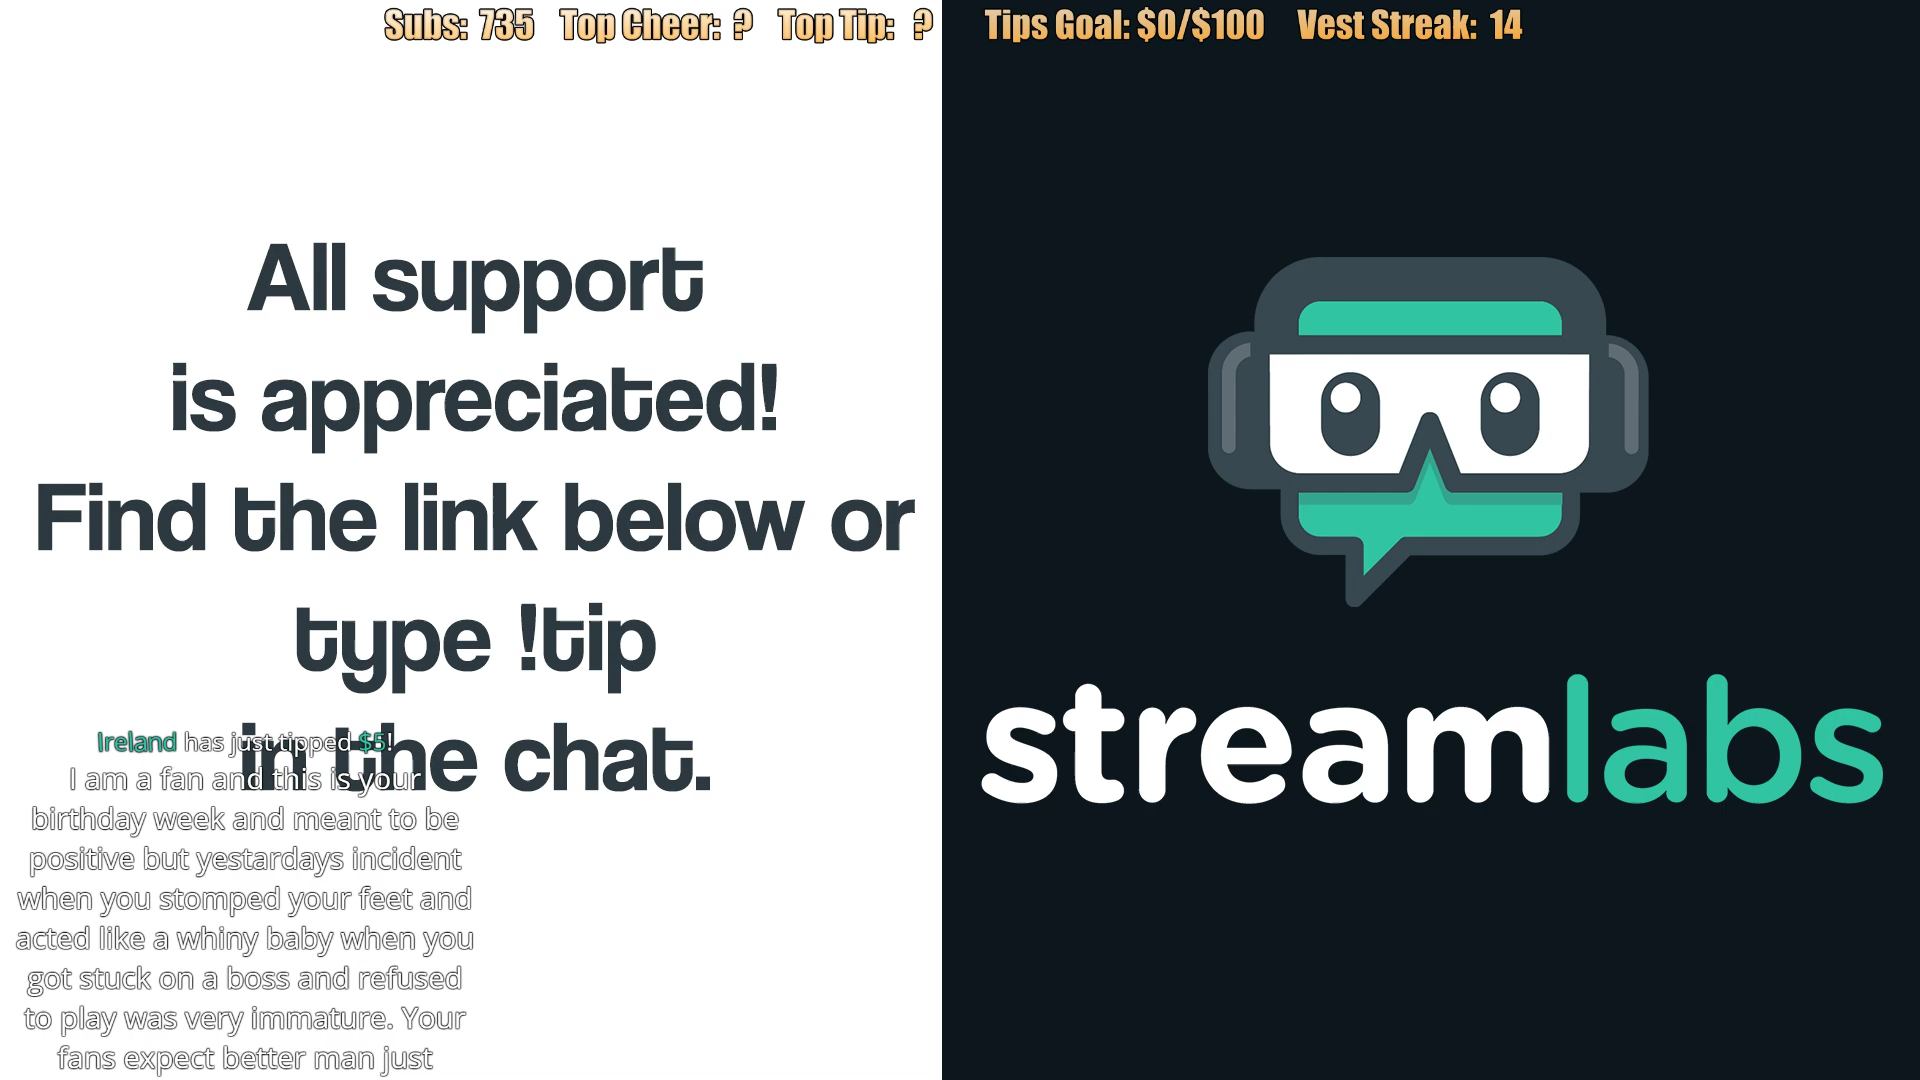 Subs: 735 Top Cheer: ? Top Tip: ? Tips Goal: $0/$100 Vest Streak: 14
All support
is appreciated!
Find the link below or
type !tip
in the chat.
Ireland has just tipped $5!
I am a fan and this is your
birthday week and meant to be
positive but yestardays incident
when you stomped your feet and
acted like a whiny baby when you
got stuck on a boss and refused
to play was very immature. Your
fans expect better man just
streamlabs